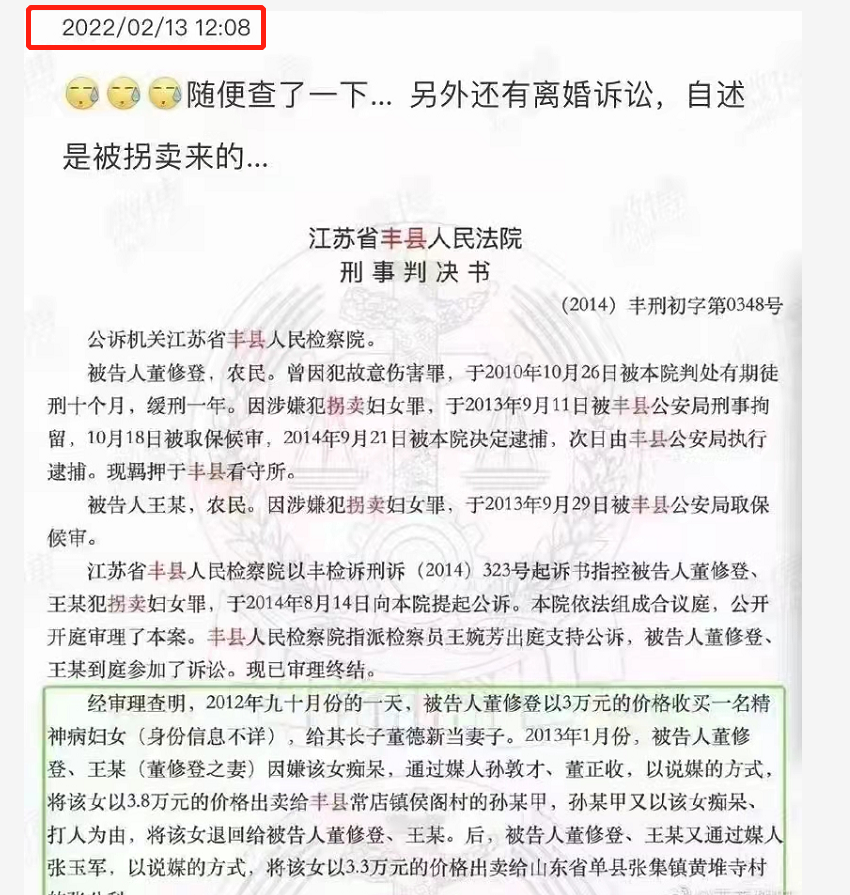 2022/02/13 12:08
随便查了一下... 另外还有离婚诉讼，自述
是被拐卖来的...
江苏省丰县人民法院
刑事判决书
（2014）丰刑初字第0348号
公诉机关江苏省丰县人民检察院。
被告人董修登，农民。曾因犯故意伤害罪，于2010年10月26日被本院判处有期徒
刑十个月，缓刑一年。因涉嫌犯拐卖妇女罪，于2013年9月11日被丰县公安局刑事拘
留，10月18日被取保候审，2014年9月21日被本院决定逮捕，次日由丰县公安局执行
逮捕。现羁押于丰县看守所。
被告人王某，农民。因涉嫌犯拐卖妇女罪，于2013年9月29日被丰县公安局取保
候审。
江苏省丰县人民检察院以丰检诉刑诉（2014）323号起诉书指控被告人董修登、
王某犯拐卖妇女罪，于2014年8月14日向本院提起公诉。本院依法组成合议庭，公开
开庭审理了本案。丰县人民检察院指派检察员王婉芳出庭支持公诉，被告人董修登、
王某到庭参加了诉讼。现已审理终结。
经审理查明，2012年九十月份的一天，被告人董修登以3万元的价格收买一名精
神病妇女（身份信息不详），给其长子董德新当妻子。2013年1月份，被告人董修
登、王某（董修登之妻）因嫌该女痴呆，通过媒人孙敦才、董正收，以说媒的方式，
将该女以3.8万元的价格出卖给丰县常店镇侯阁村的孙某甲，孙某甲又以该女痴呆、
打人为由，将该女退回给被告人董修登、王某。后，被告人董修登、王某又通过媒人
张玉军，以说媒的方式，将该女以3.3万元的价格出卖给山东省单县张集镇黄堆寺村